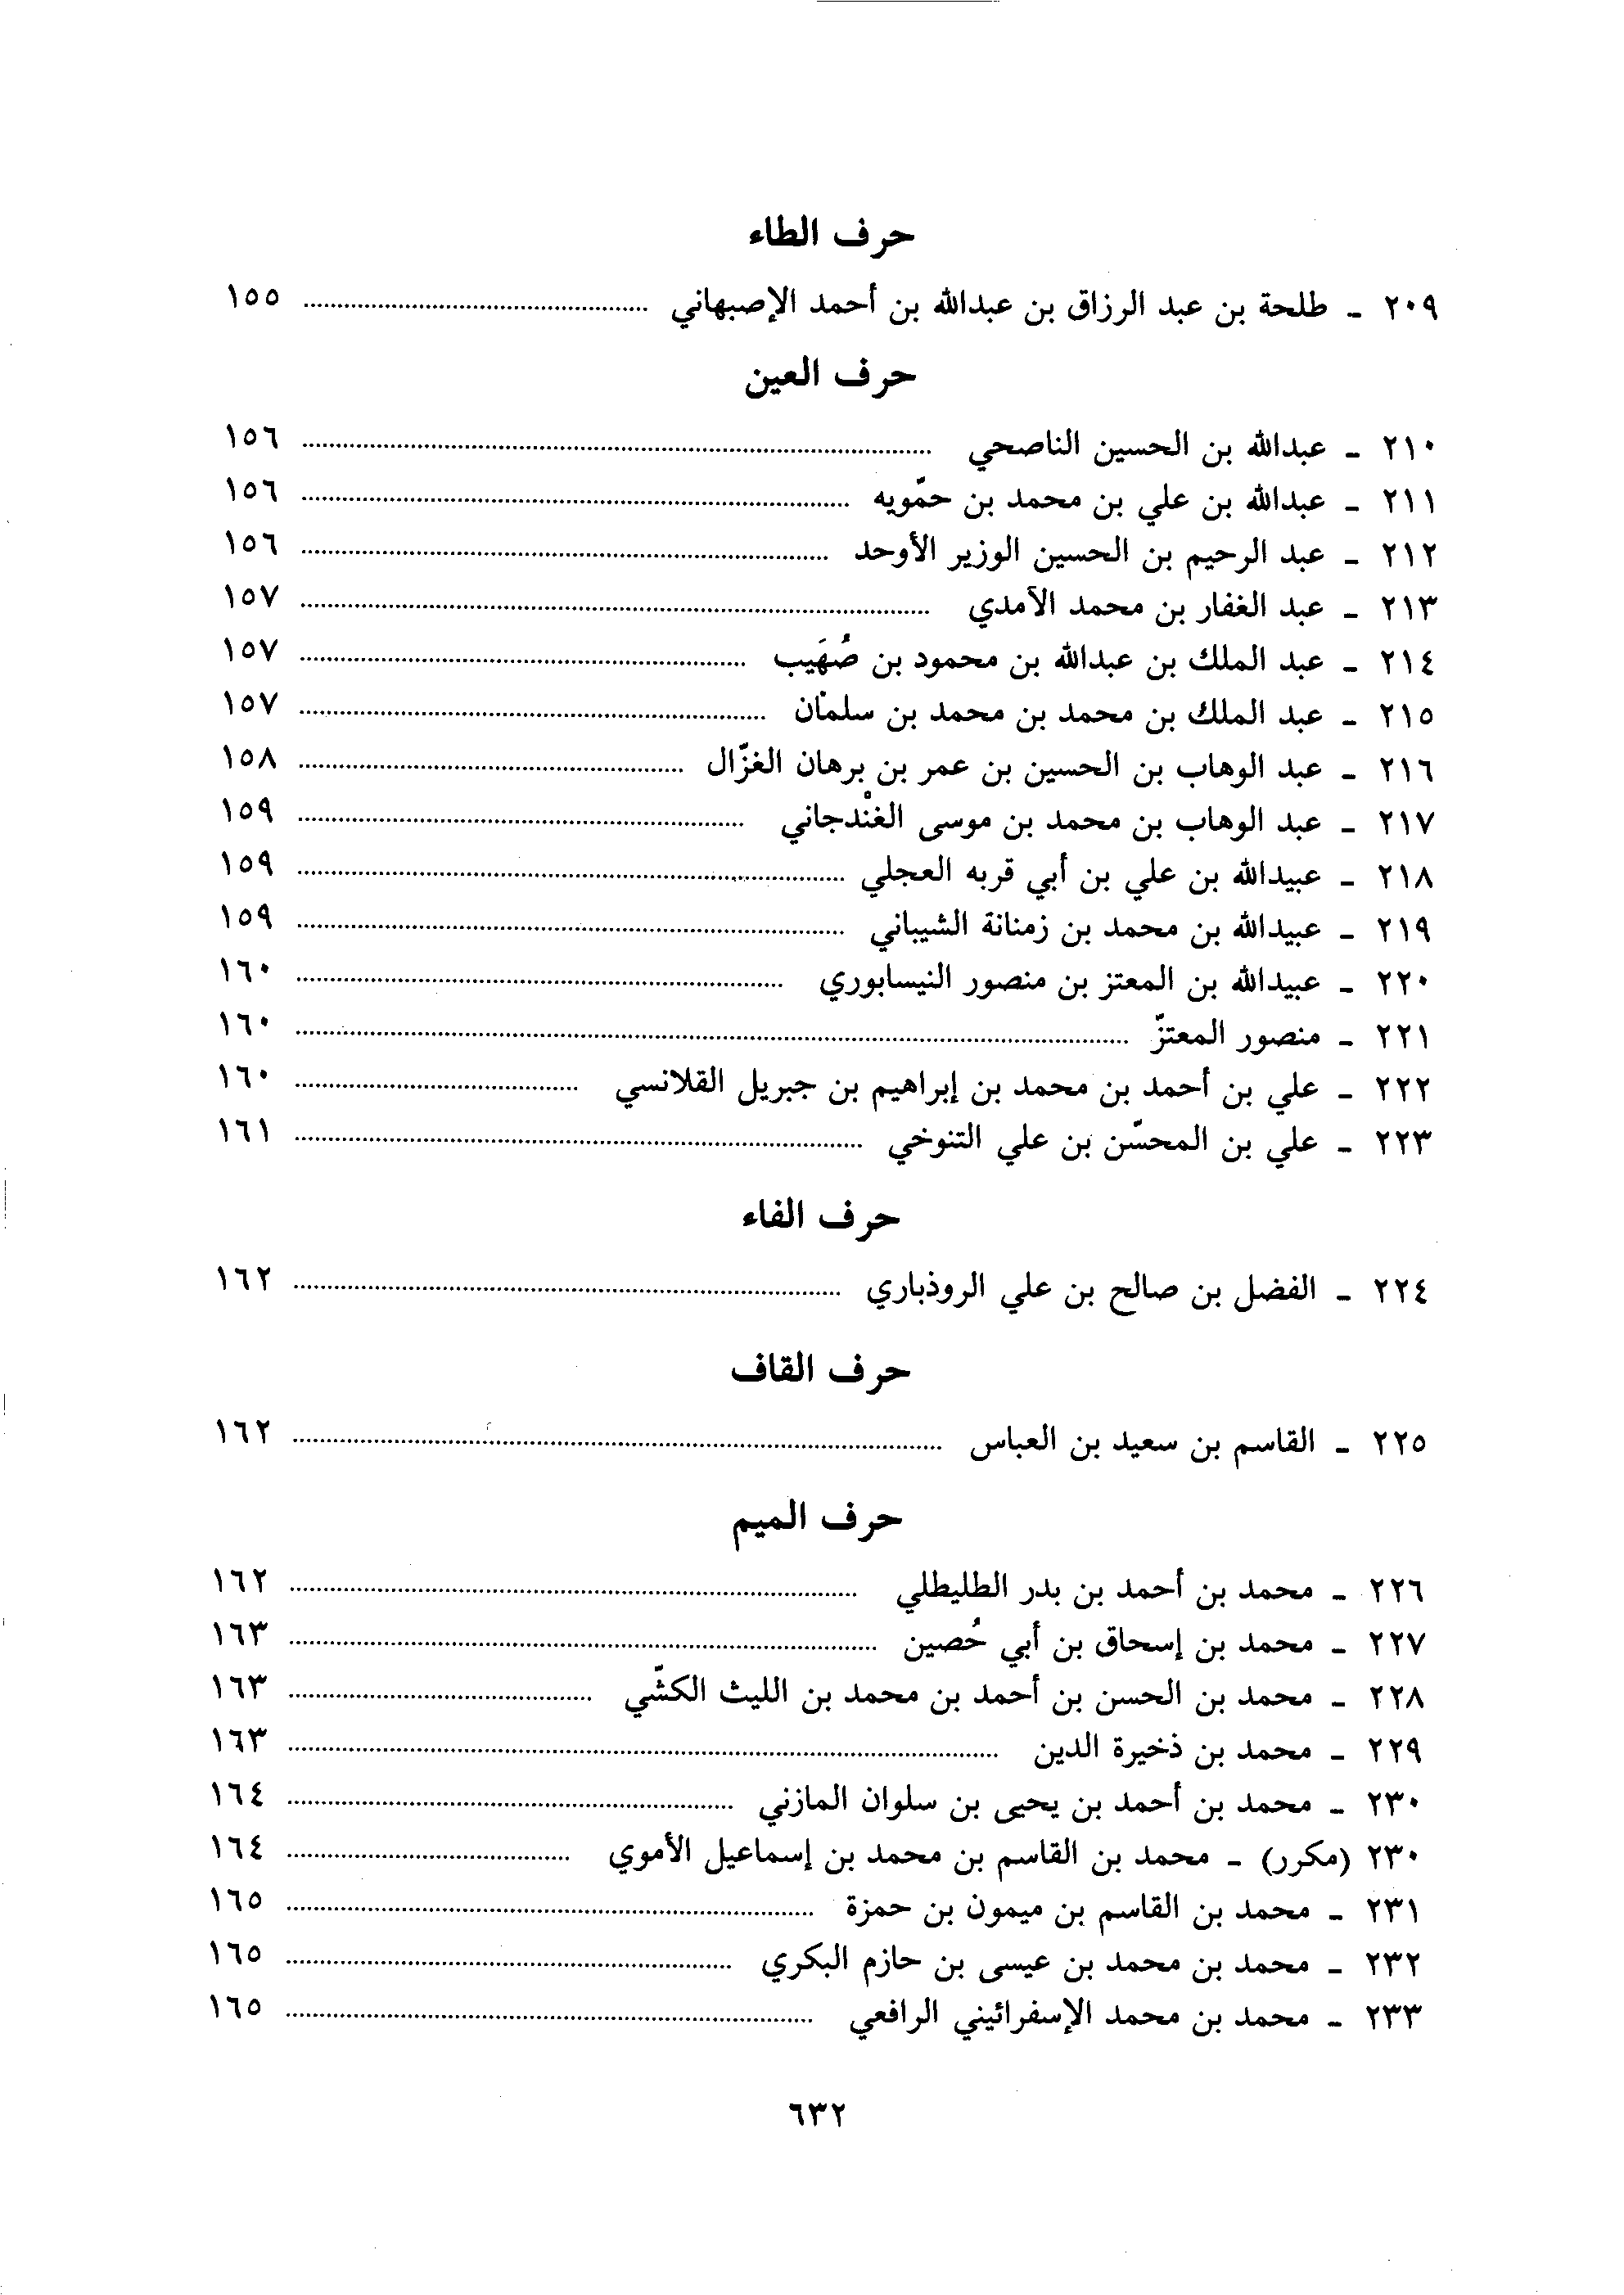 حرف الطاء
٢٠٩ - طلحة بن عبد الرزاق بن عبدالله بن أحمد الإصبهاني ........ ١٥٥
حرف العين
٢١٠ - عبدالله بن الحسين الناصحي ........ ١٥٦
٢١١ - عبدالله بن علي بن محمد بن حمّويه ........ ١٥٦
٢١٢ - عبد الرحيم بن الحسين الوزير الأوحد ........ ١٥٦
٢١٣ - عبد الغفار بن محمد الآمدي ........ ١٥٧
٢١٤ - عبد الملك بن عبدالله بن محمود بن صُهَيب ........ ١٥٧
٢١٥ - عبد الملك بن محمد بن محمد بن سلمان ........ ١٥٧
٢١٦ - عبد الوهاب بن الحسين بن عمر بن برهان الغزّال ........ ١٥٨
٢١٧ - عبد الوهاب بن محمد بن موسى الغنْدجاني ........ ١٥٩
٢١٨ - عبيدالله بن علي بن أبي قربه العجلي ........ ١٥٩
٢١٩ - عبيدالله بن محمد بن زمنانة الشيباني ........ ١٥٩
٢٢٠ - عبيدالله بن المعتز بن منصور النيسابوري ........ ١٦٠
٢٢١ - منصور المعتزّ ........ ١٦٠
٢٢٢ - علي بن أحمد بن محمد بن إبراهيم بن جبريل القلانسي ........ ١٦٠
٢٢٣ - علي بن المحسّن بن علي التنوخي ........ ١٦١
حرف الفاء
٢٢٤ - الفضل بن صالح بن علي الروذباري ........ ١٦٢
حرف القاف
٢٢٥ - القاسم بن سعيد بن العباس ........ ١٦٢
حرف الميم
٢٢٦ - محمد بن أحمد بن بدر الطليطلي ........ ١٦٢
٢٢٧ - محمد بن إسحاق بن أبي حُصين ........ ١٦٣
٢٢٨ - محمد بن الحسن بن أحمد بن محمد بن الليث الكشّي ........ ١٦٣
٢٢٩ - محمد بن ذخيرة الدين ........ ١٦٣
٢٣٠ - محمد بن أحمد بن يحيى بن سلوان المازني ........ ١٦٤
٢٣٠ (مكرر) - محمد بن القاسم بن محمد بن إسماعيل الأموي ........ ١٦٤
٢٣١ - محمد بن القاسم بن ميمون بن حمزة ........ ١٦٥
٢٣٢ - محمد بن محمد بن عيسى بن حازم البكري ........ ١٦٥
٢٣٣ - محمد بن محمد الإسفرائيني الرافعي ........ ١٦٥
٦٣٢